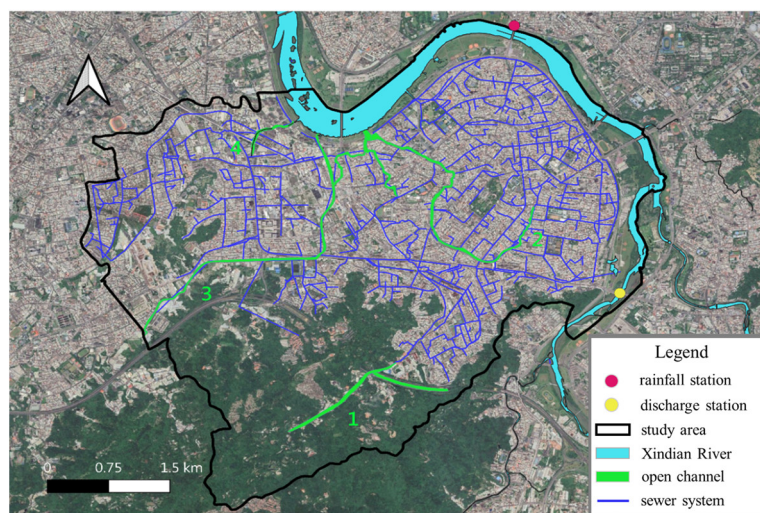 4
2
3
1
0 0.75 1.5 km
Legend
rainfall station
discharge station
study area
Xindian River
open channel
sewer system